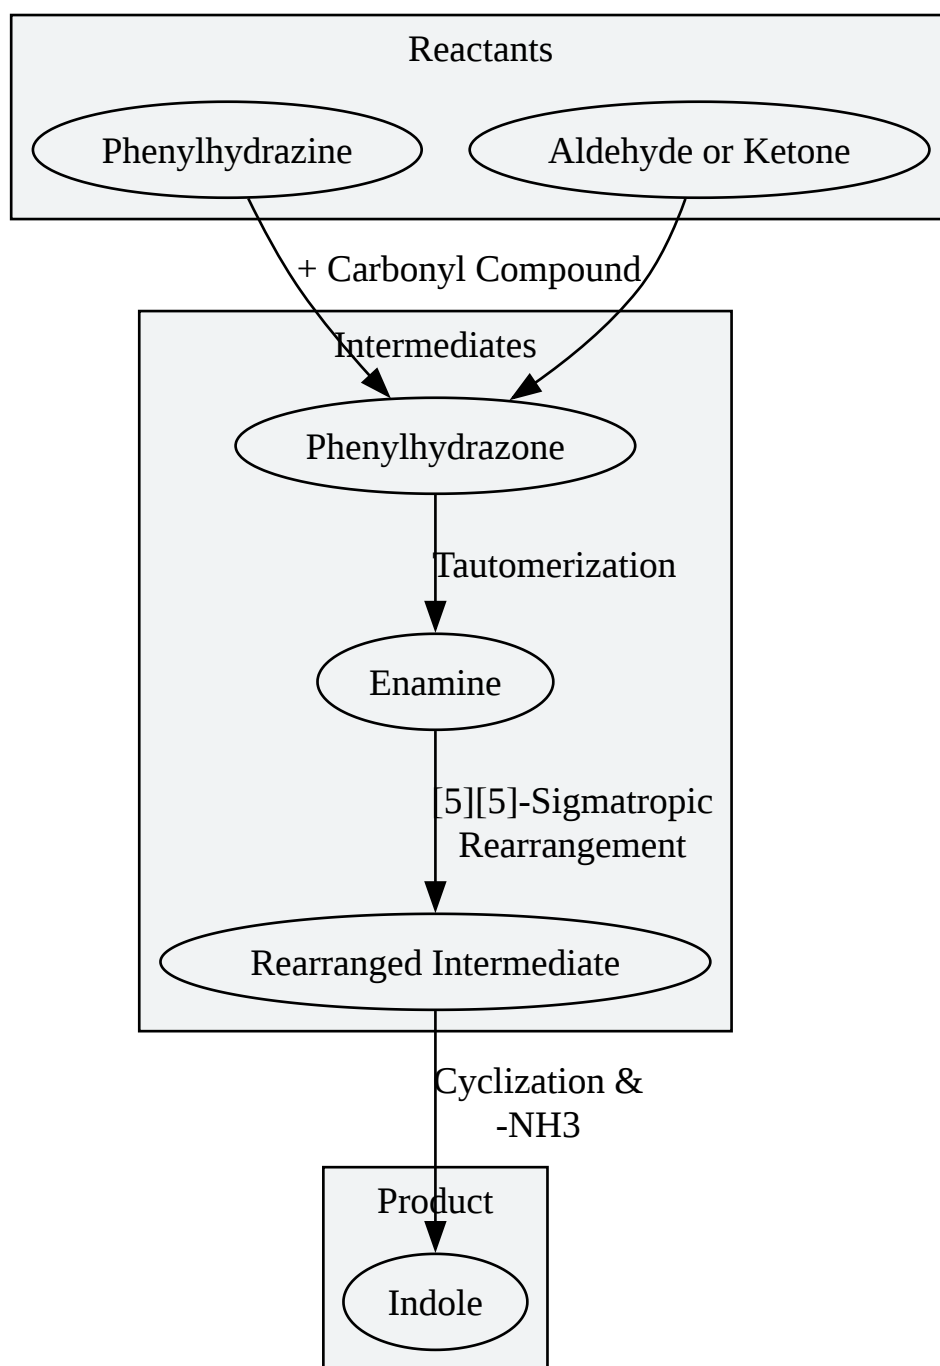 Reactants
Phenylhydrazine
Aldehyde or Ketone
+ Carbonyl Compound
Intermediates
Phenylhydrazone
Tautomerization
Enamine
[5][5]-Sigmatropic
Rearrangement
Rearranged Intermediate
Cyclization &
-NH3
Product
Indole